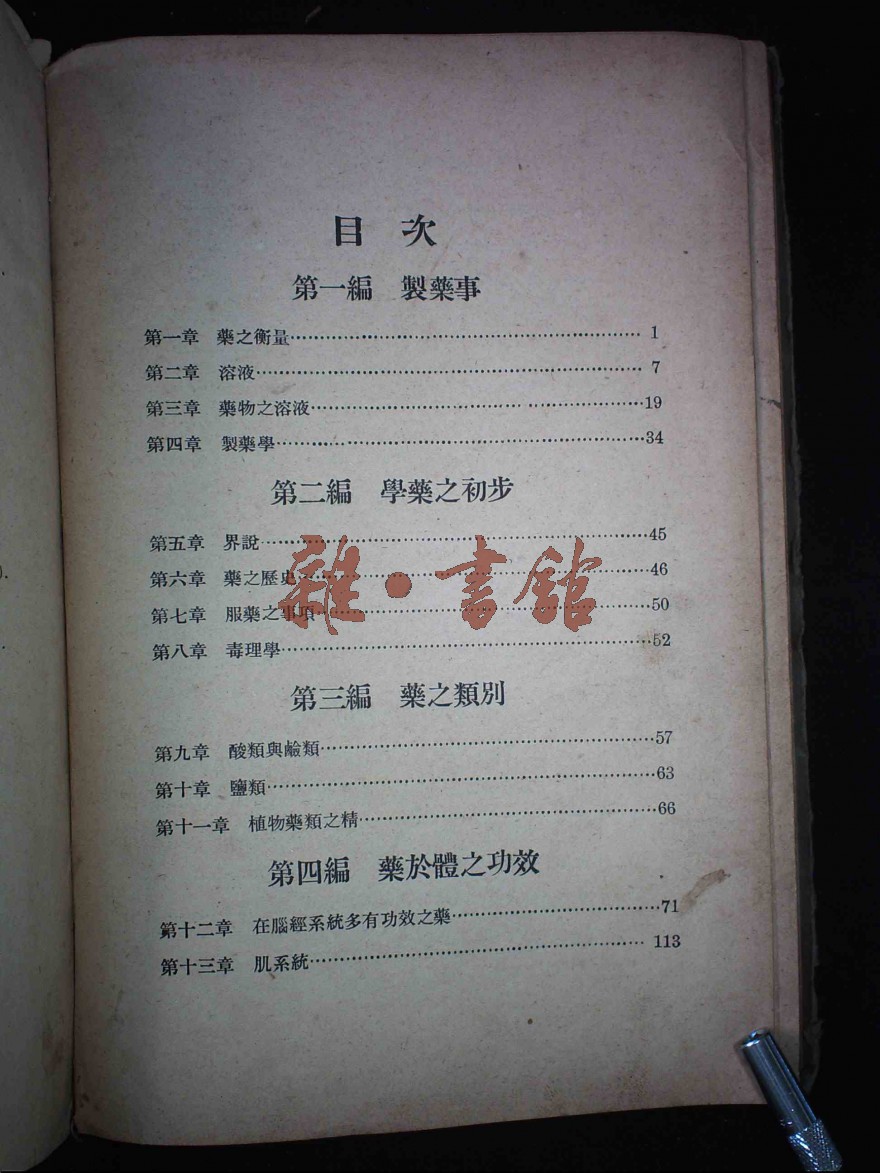 目次
第一編 製藥事
第一章 藥之衡量 1
第二章 溶液 7
第三章 藥物之溶液 19
第四章 製藥學 34
第二編 學藥之初步
第五章 界說 45
第六章 藥之歷史 46
第七章 服藥之事項 50
第八章 毒理學 52
雜·書館
第三編 藥之類別
第九章 酸類與鹼類 57
第十章 鹽類 63
第十一章 植物藥類之精 66
第四編 藥於體之功效
第十二章 在腦經系統多有功效之藥 71
第十三章 肌系統 113